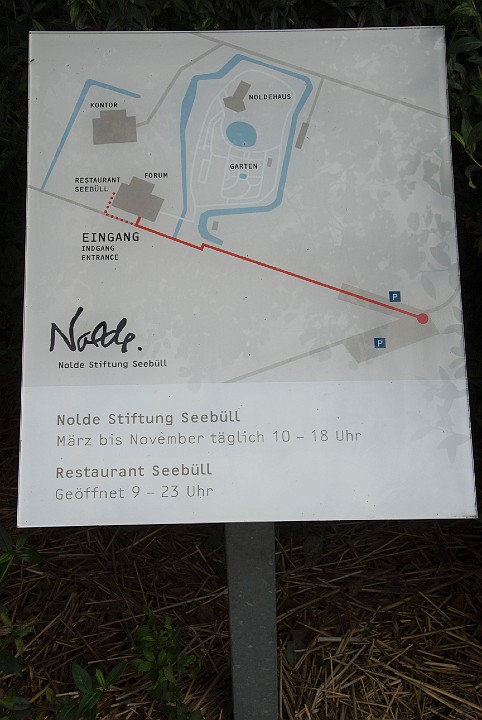 KONTOR
NOLDEHAUS
GARTEN
RESTAURANT
SEEBÜLL
FORUM
EINGANG
INDGANG
ENTRANCE
P
P
Nolde.
Nolde Stiftung Seebüll
Nolde Stiftung Seebüll
März bis November täglich 10 – 18 Uhr
Restaurant Seebüll
Geöffnet 9 – 23 Uhr